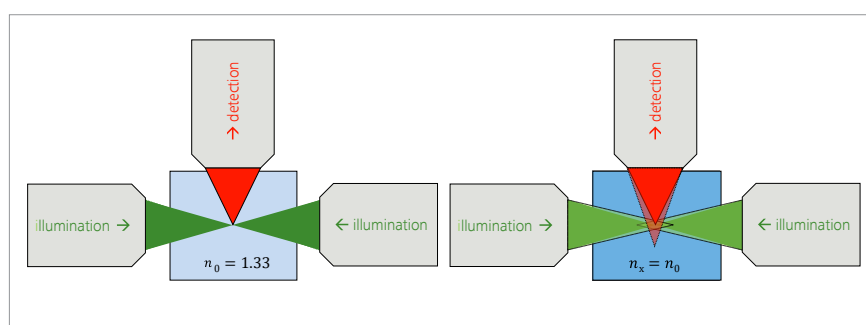 → detection
→ detection
illumination →
← illumination
illumination →
← illumination
n₀ = 1.33
nₓ = n₀